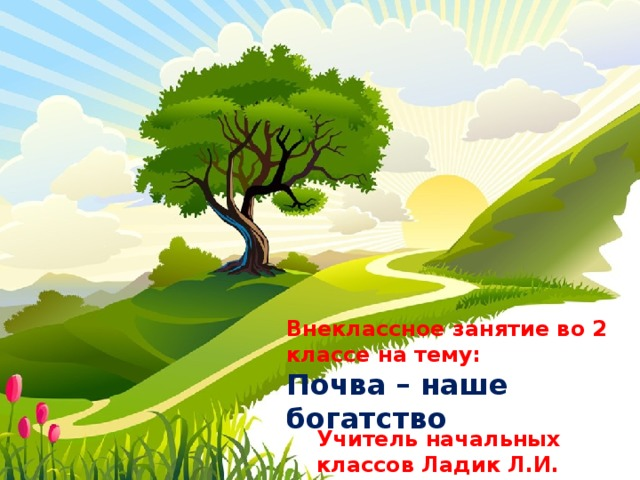 Внеклассное занятие во 2
классе на тему:
Почва – наше
богатство
Учитель начальных
классов Ладик Л.И.